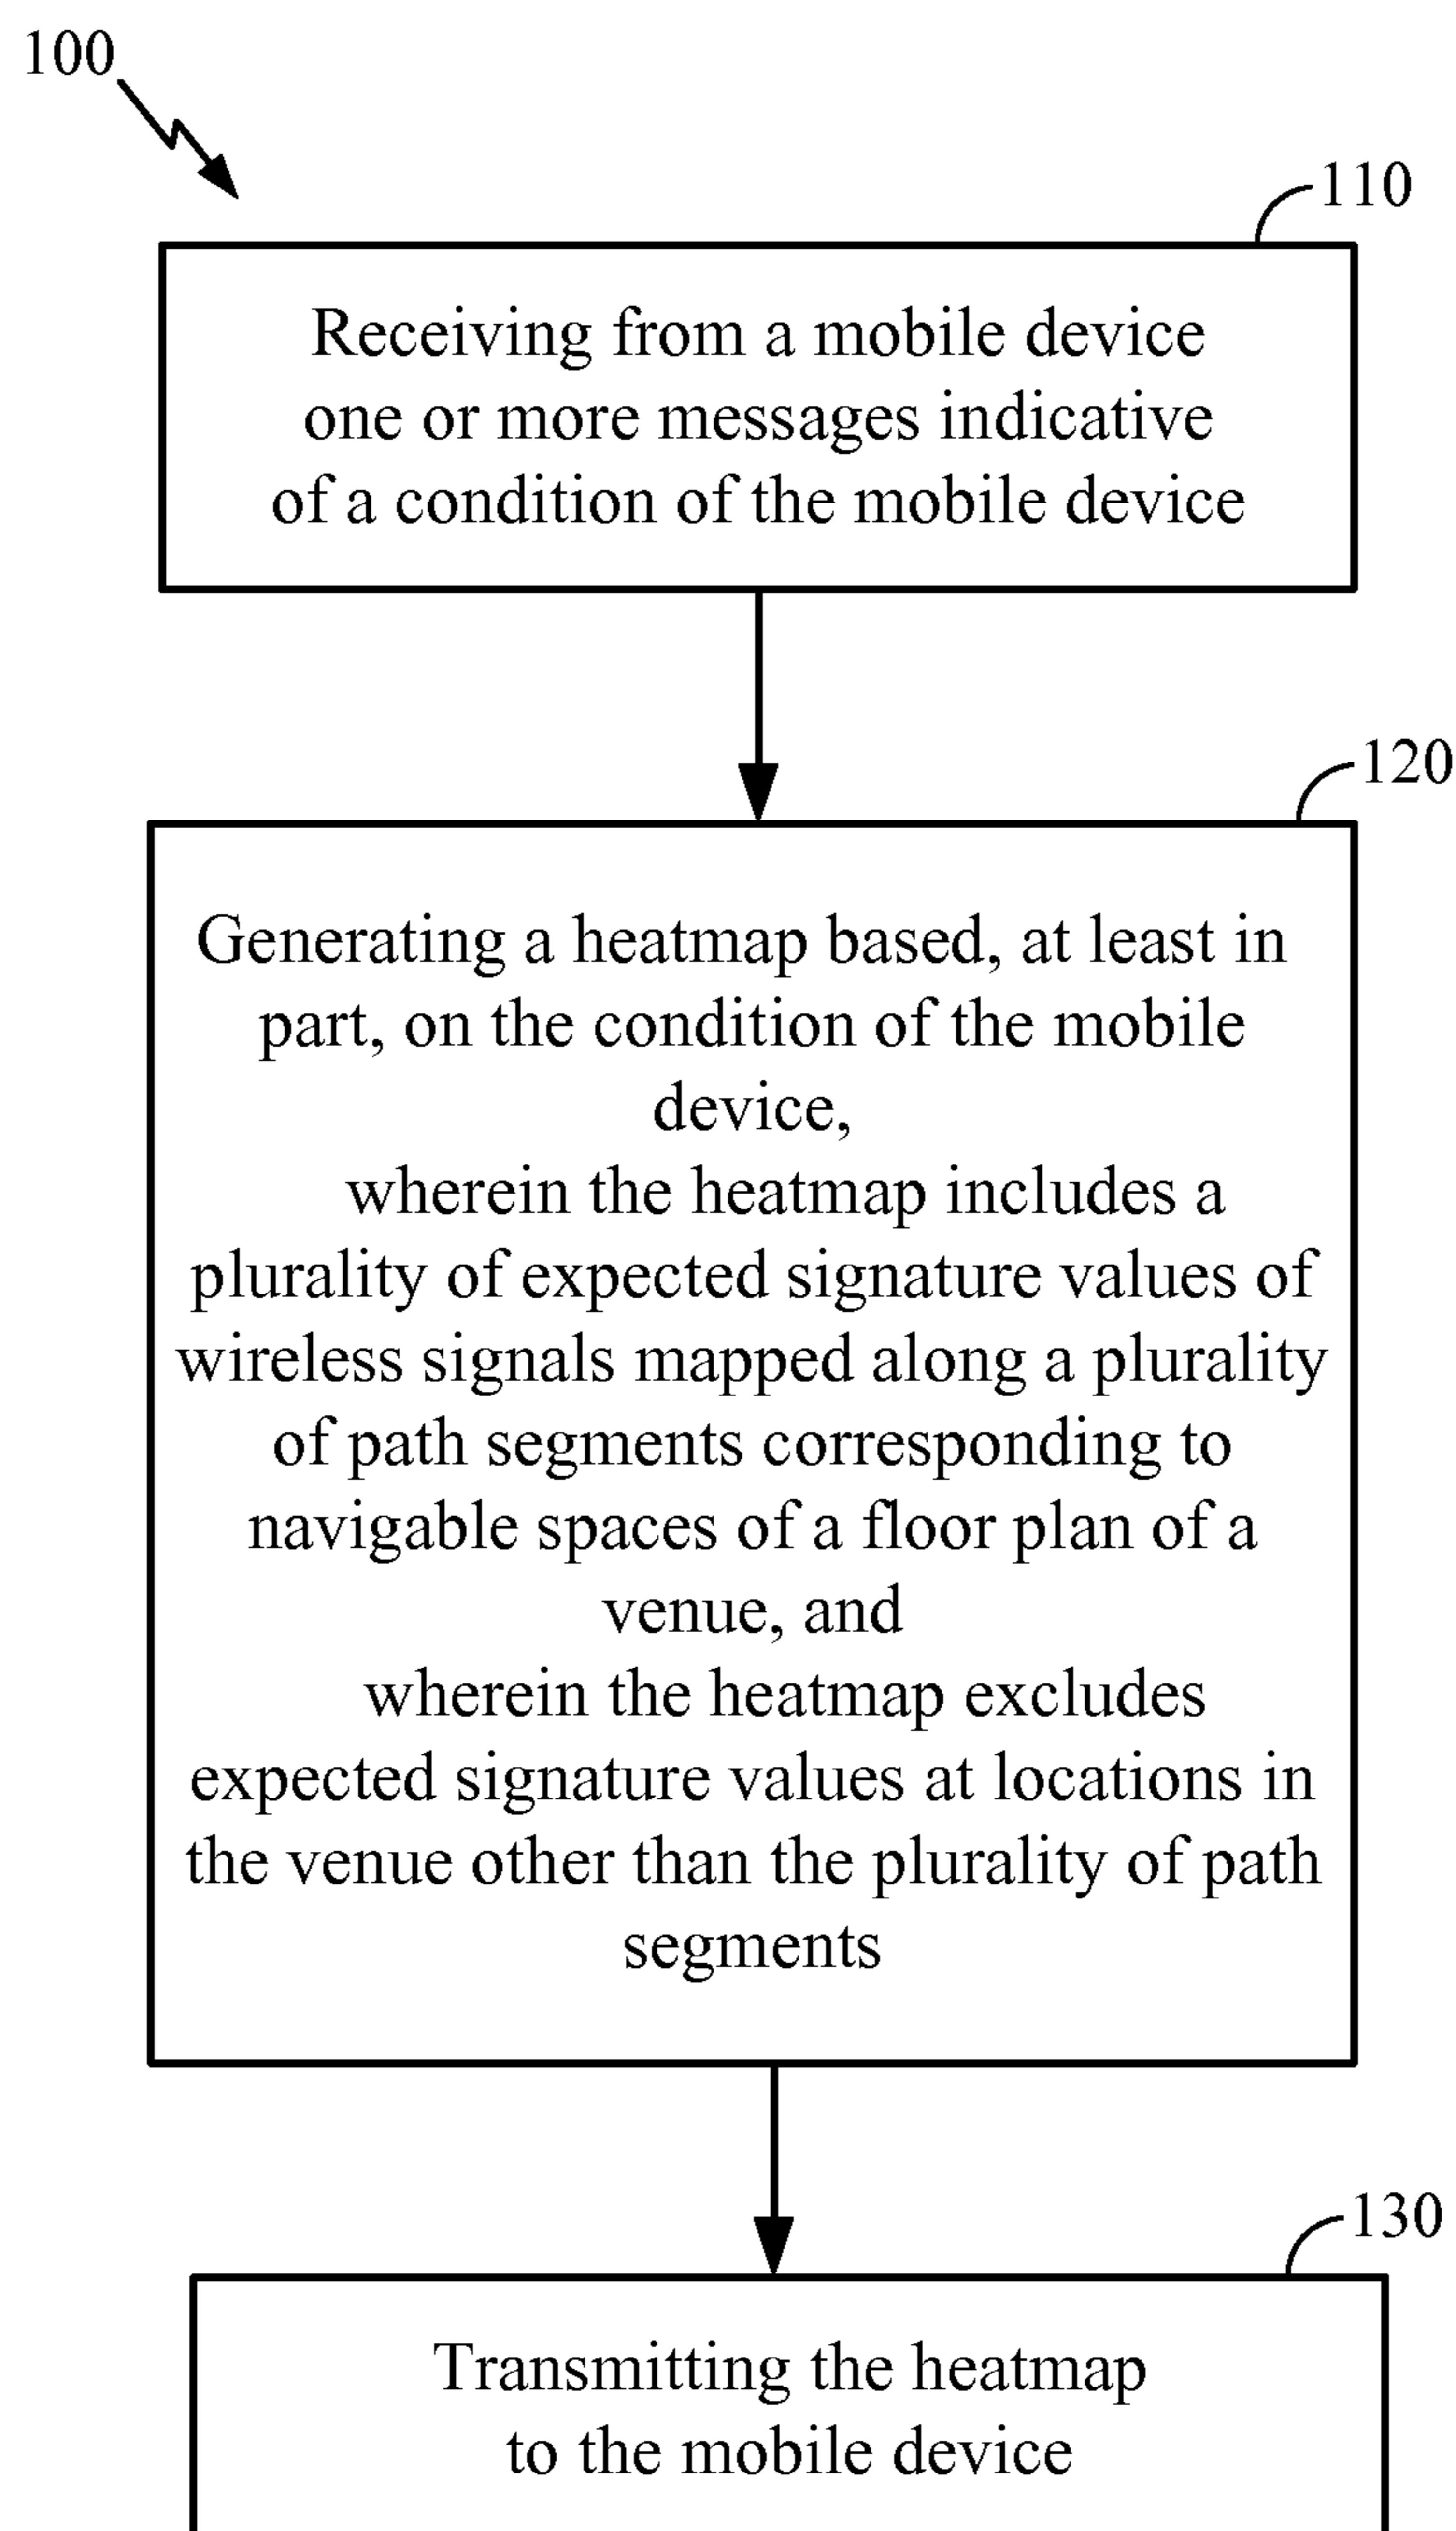 100
110
Receiving from a mobile device
one or more messages indicative
of a condition of the mobile device
120
Generating a heatmap based, at least in
part, on the condition of the mobile
device,
wherein the heatmap includes a
plurality of expected signature values of
wireless signals mapped along a plurality
of path segments corresponding to
navigable spaces of a floor plan of a
venue, and
wherein the heatmap excludes
expected signature values at locations in
the venue other than the plurality of path
segments
130
Transmitting the heatmap
to the mobile device